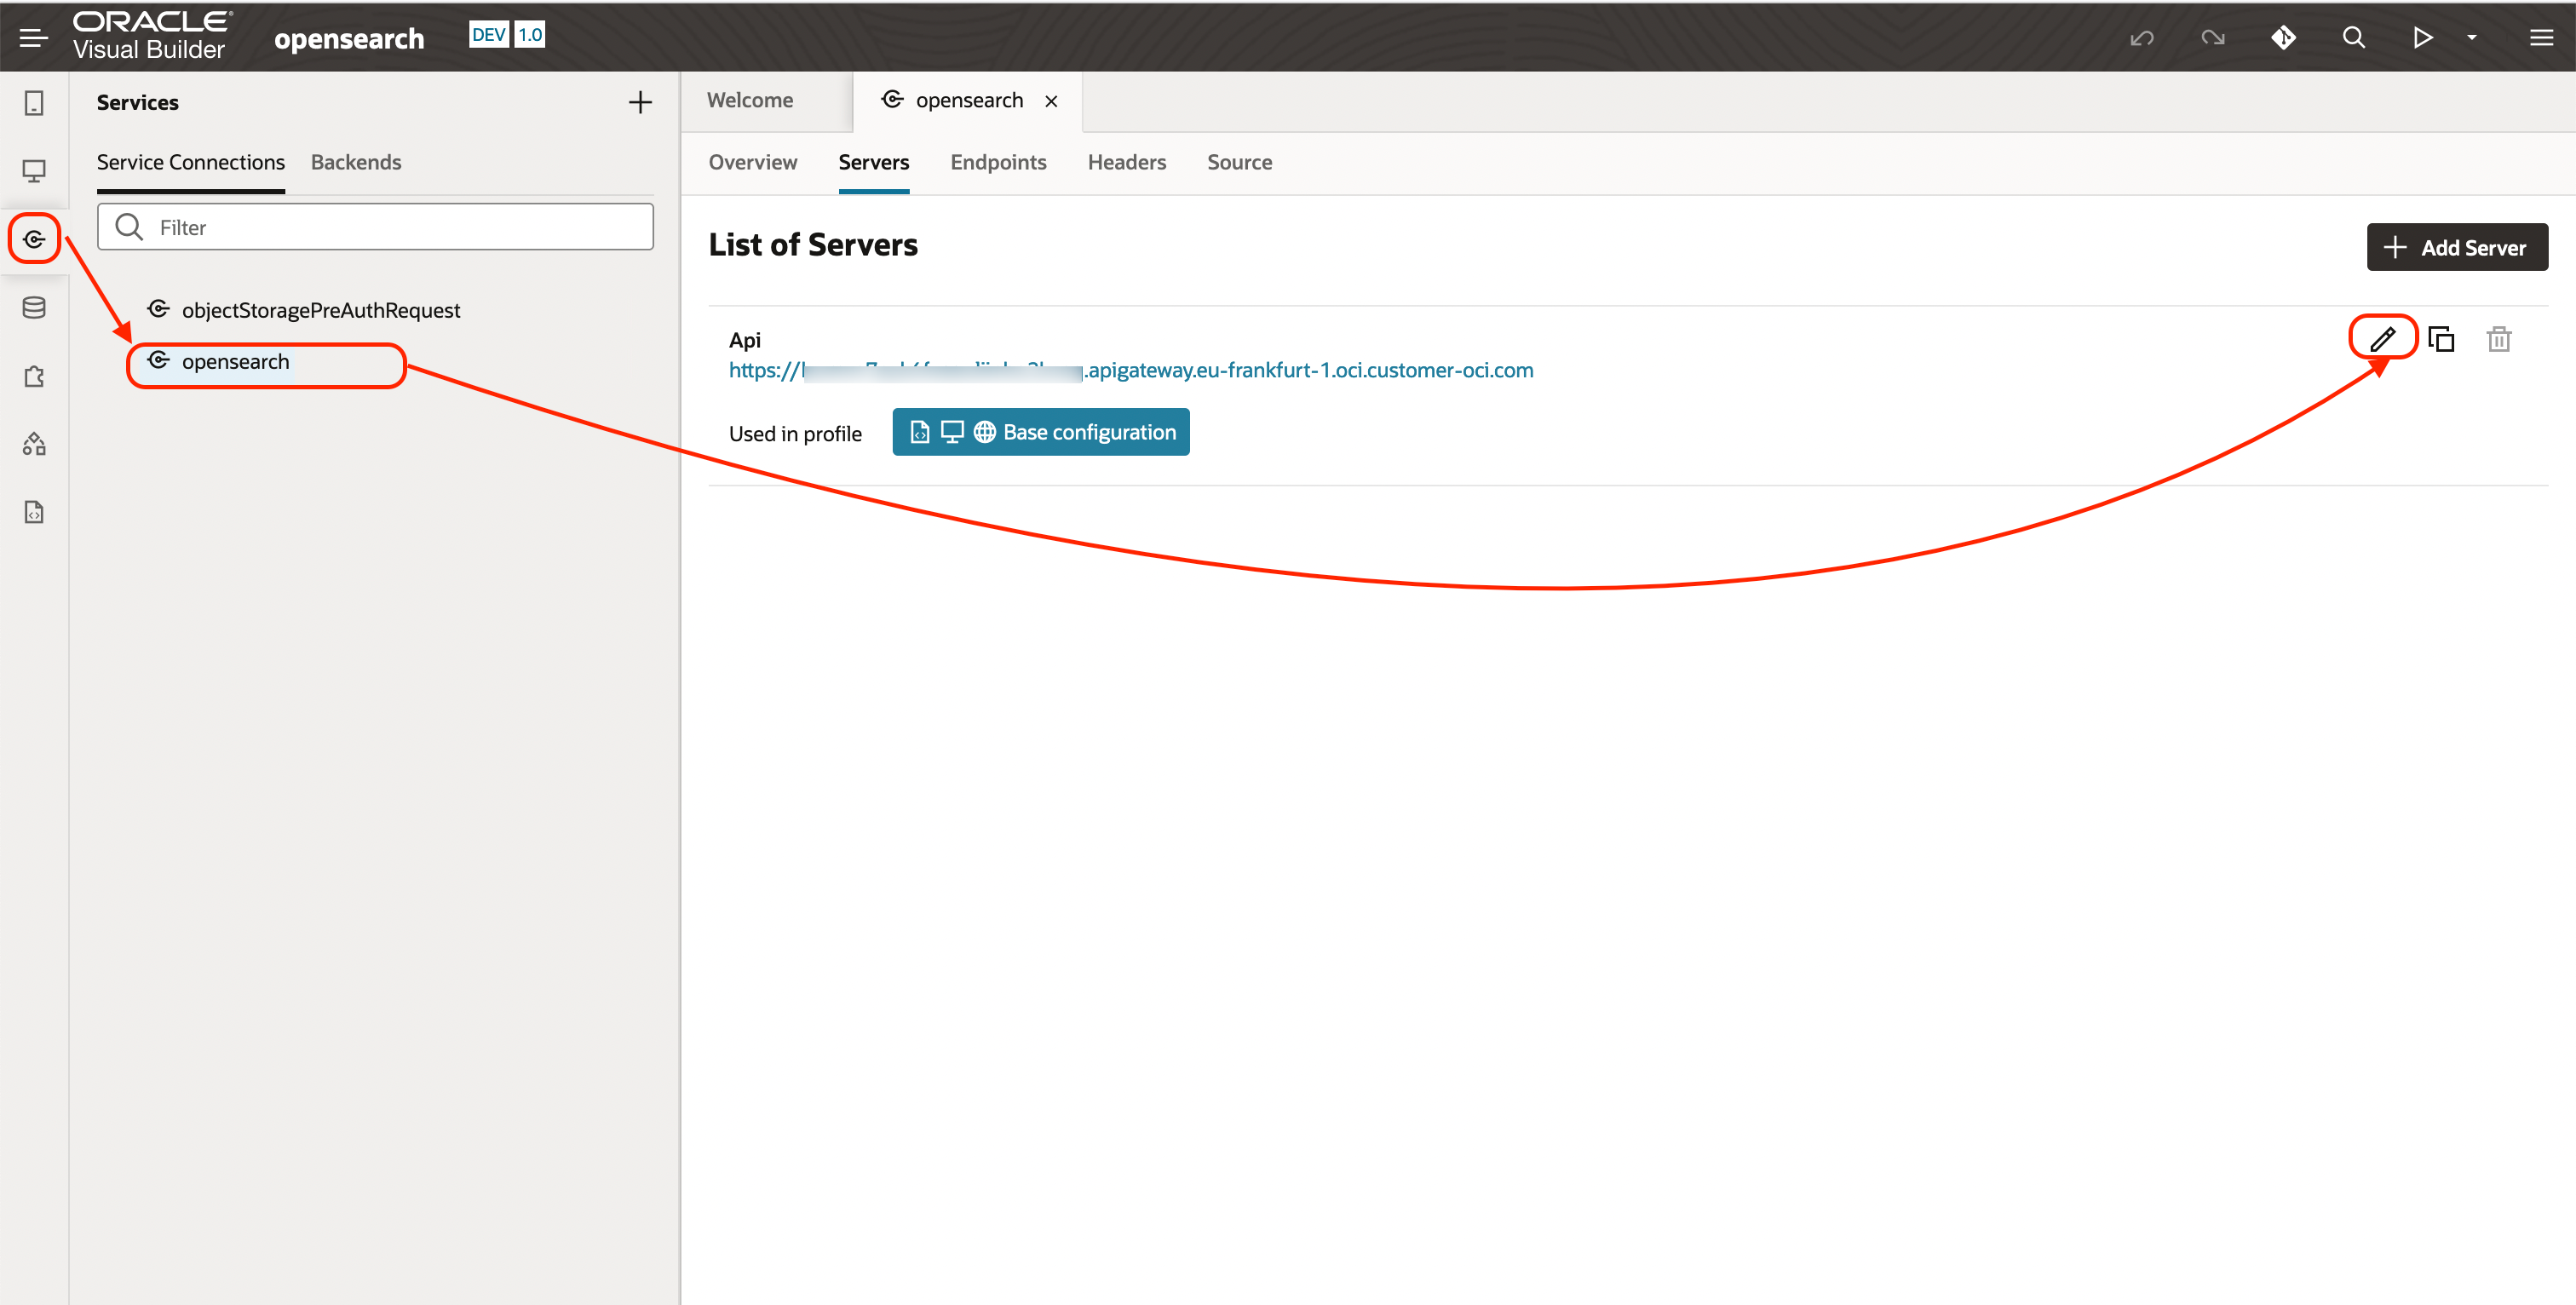 ORACLE
Visual Builder
opensearch
DEV 1.0
Services
Service Connections Backends
Filter
objectStoragePreAuthRequest
opensearch
Welcome
opensearch
Overview Servers Endpoints Headers Source
List of Servers
Add Server
Api
https:// .apigateway.eu-frankfurt-1.oci.customer-oci.com
Used in profile
Base configuration